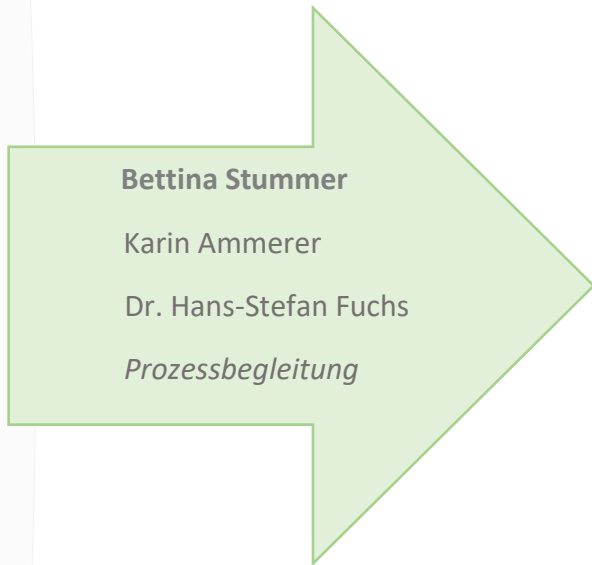 Bettina Stummer
Karin Ammerer
Dr. Hans-Stefan Fuchs
Prozessbegleitung